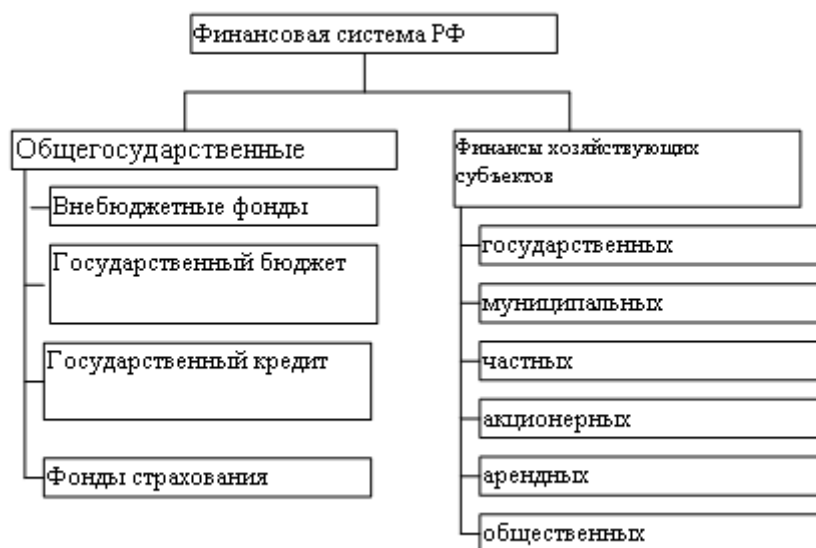 Финансовая система РФ
Общегосударственные
Внебюджетные фонды
Государственный бюджет
Государственный кредит
Фонды страхования
Финансы хозяйствующих
субъектов
государственных
муниципальных
частных
акционерных
арендных
общественных